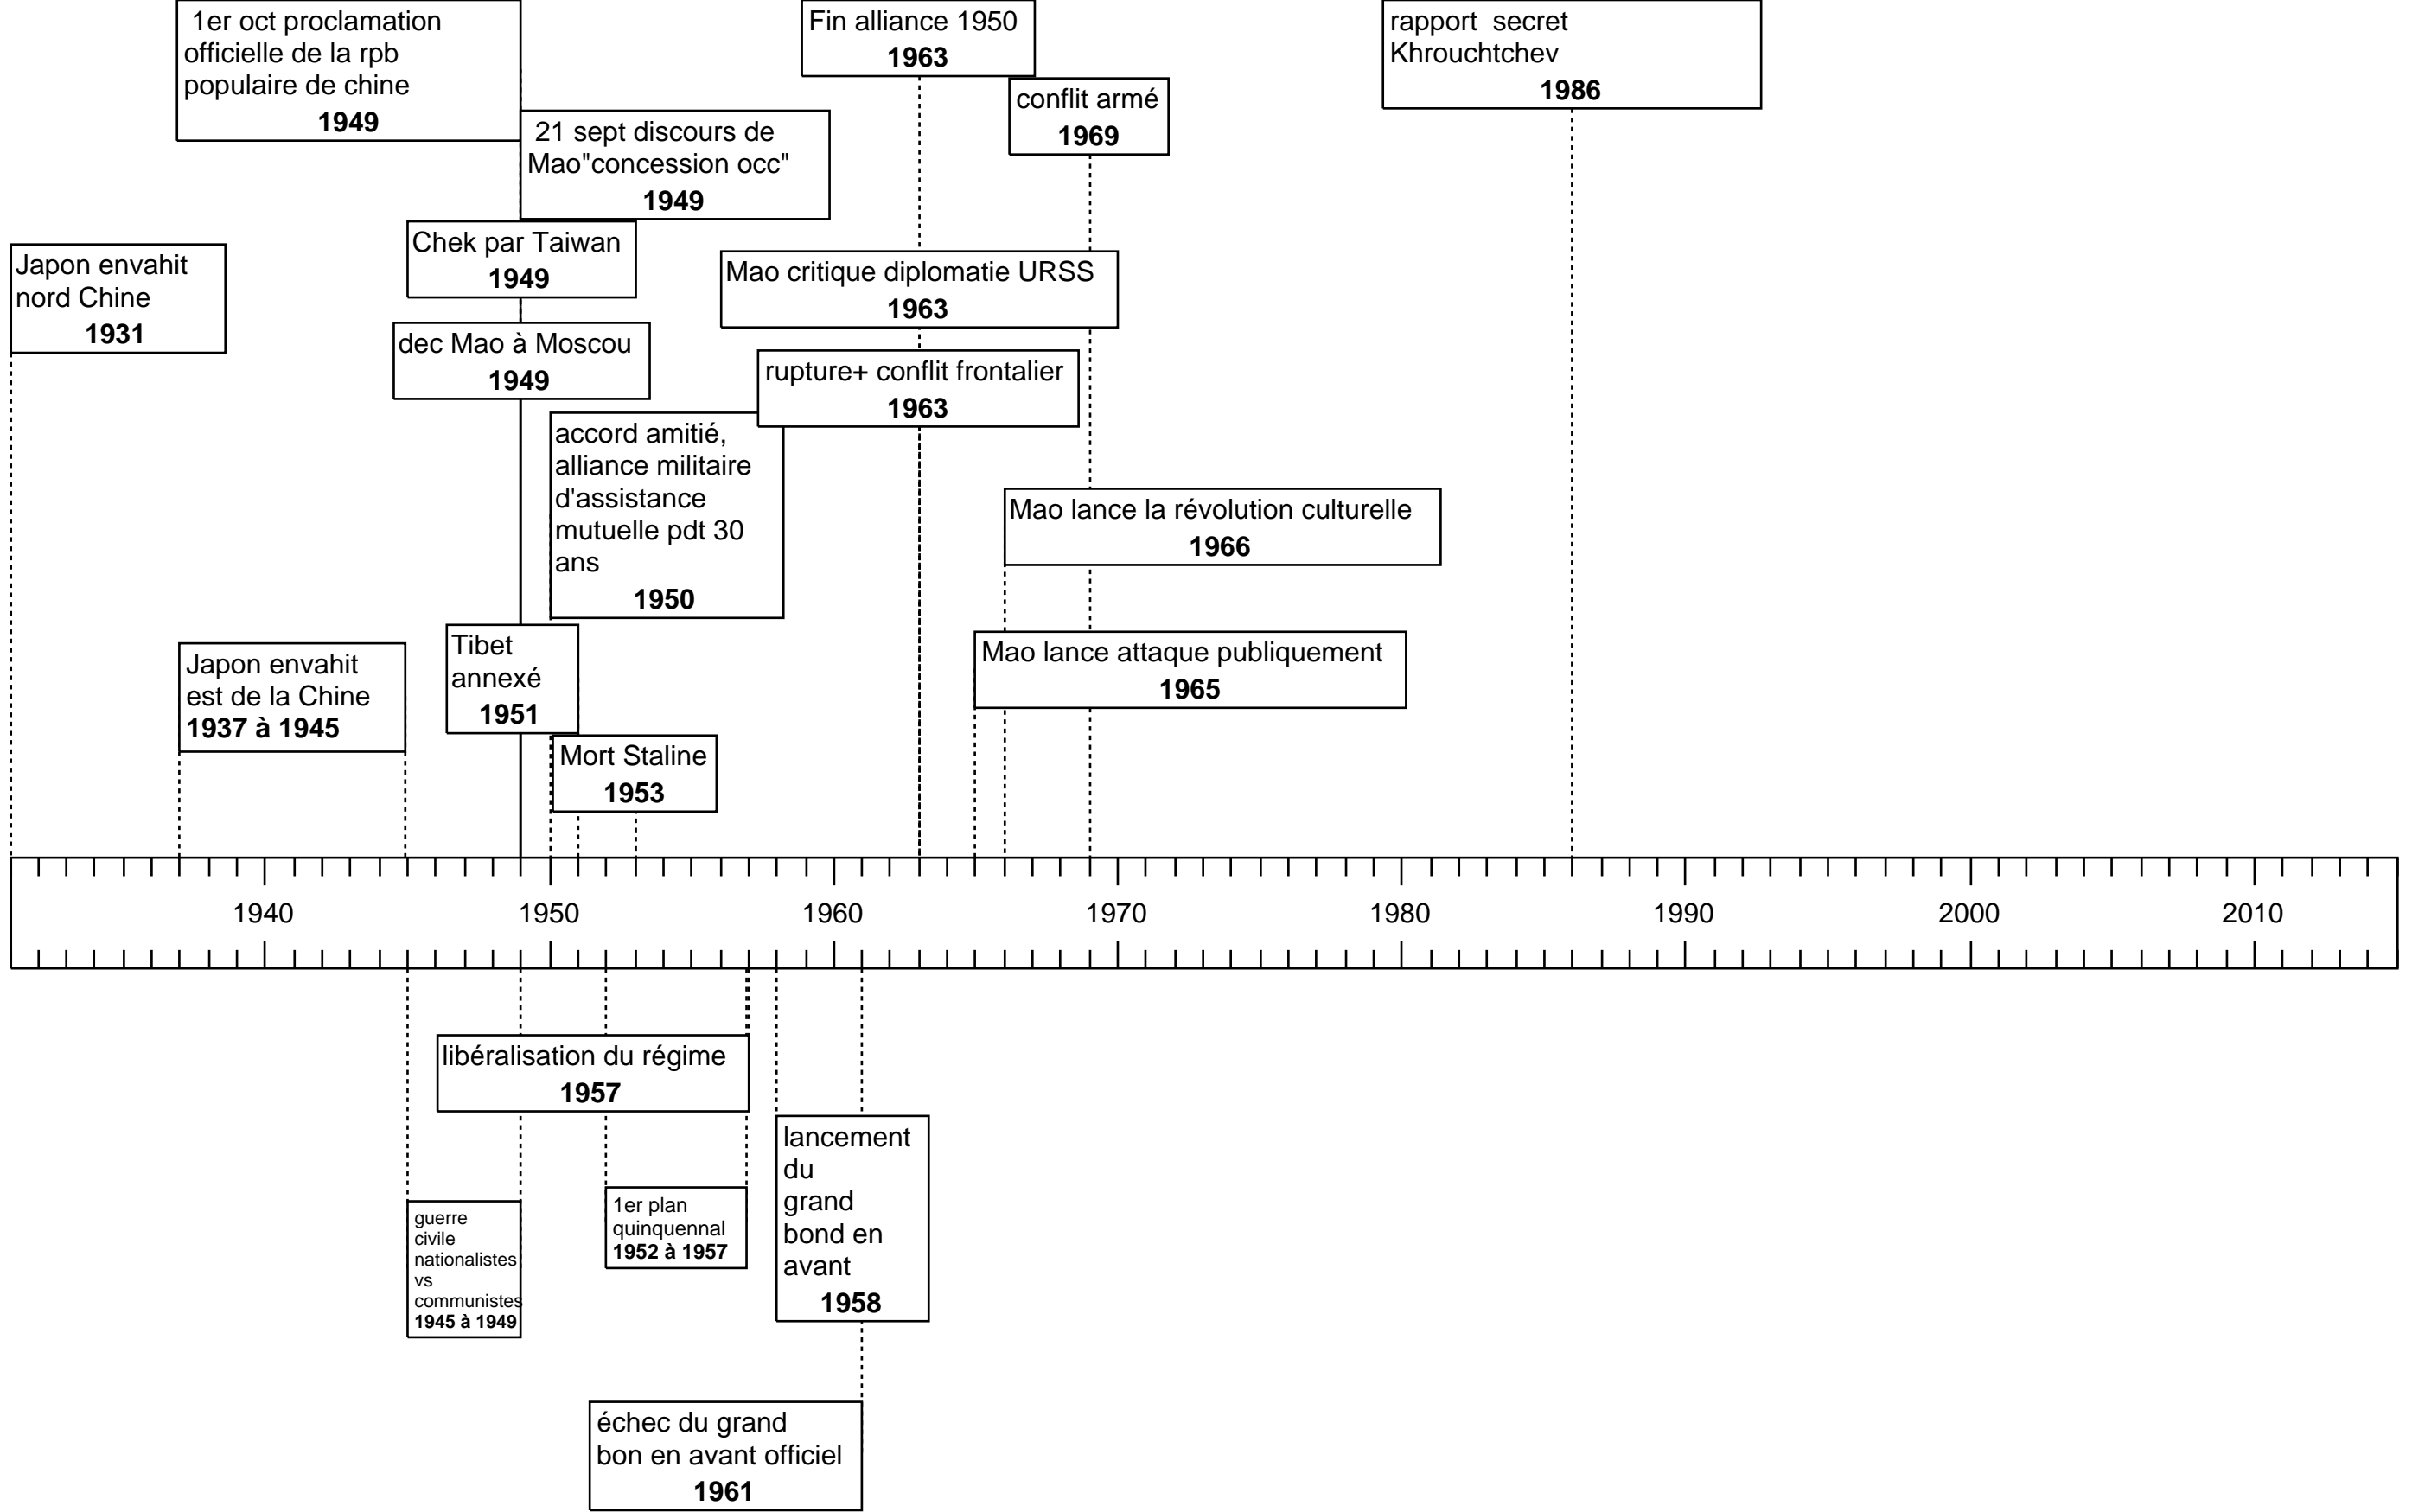 1er oct proclamation
officielle de la rpb
populaire de chine
1949
Fin alliance 1950
1963
rapport  secret
Khrouchtchev
1986
conflit armé
1969
21 sept discours de
Mao"concession occ"
1949
Chek par Taiwan
1949
Japon envahit
nord Chine
1931
Mao critique diplomatie URSS
1963
dec Mao à Moscou
1949
rupture+ conflit frontalier
1963
accord amitié,
alliance militaire
d'assistance
mutuelle pdt 30
ans
1950
Mao lance la révolution culturelle
1966
Tibet
annexé
1951
Mao lance attaque publiquement
1965
Japon envahit
est de la Chine
1937 à 1945
Mort Staline
1953
1940 1950 1960 1970 1980 1990 2000 2010
libéralisation du régime
1957
lancement
du
grand
bond en
avant
1958
1er plan
quinquennal
1952 à 1957
guerre
civile
nationalistes
vs
communistes
1945 à 1949
échec du grand
bon en avant officiel
1961